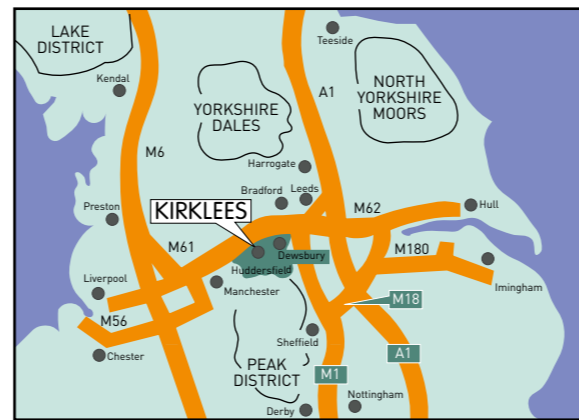 LAKE
DISTRICT
Teeside
Kendal
A1
NORTH
YORKSHIRE
MOORS
YORKSHIRE
DALES
M6
Harrogate
Bradford
Leeds
Preston
KIRKLEES
M62
Hull
M61
Dewsbury
M180
Huddersfield
Liverpool
Manchester
Imingham
M18
M56
Sheffield
Chester
PEAK
DISTRICT
A1
M1
Derby
Nottingham